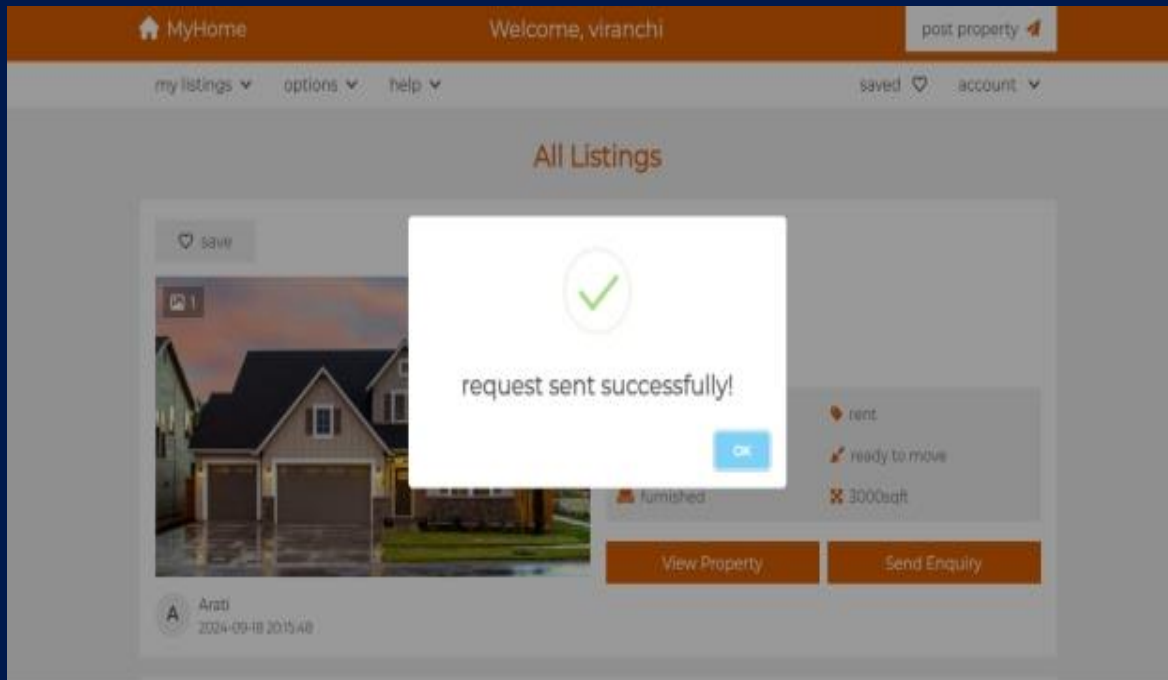 MyHome
Welcome, viranchi
post property
my listings
options
help
saved
account
All Listings
save
1
request sent successfully!
OK
rent
ready to move
furnished
3000sqft
View Property
Send Enquiry
A
Arati
2024-09-18 20:15:48